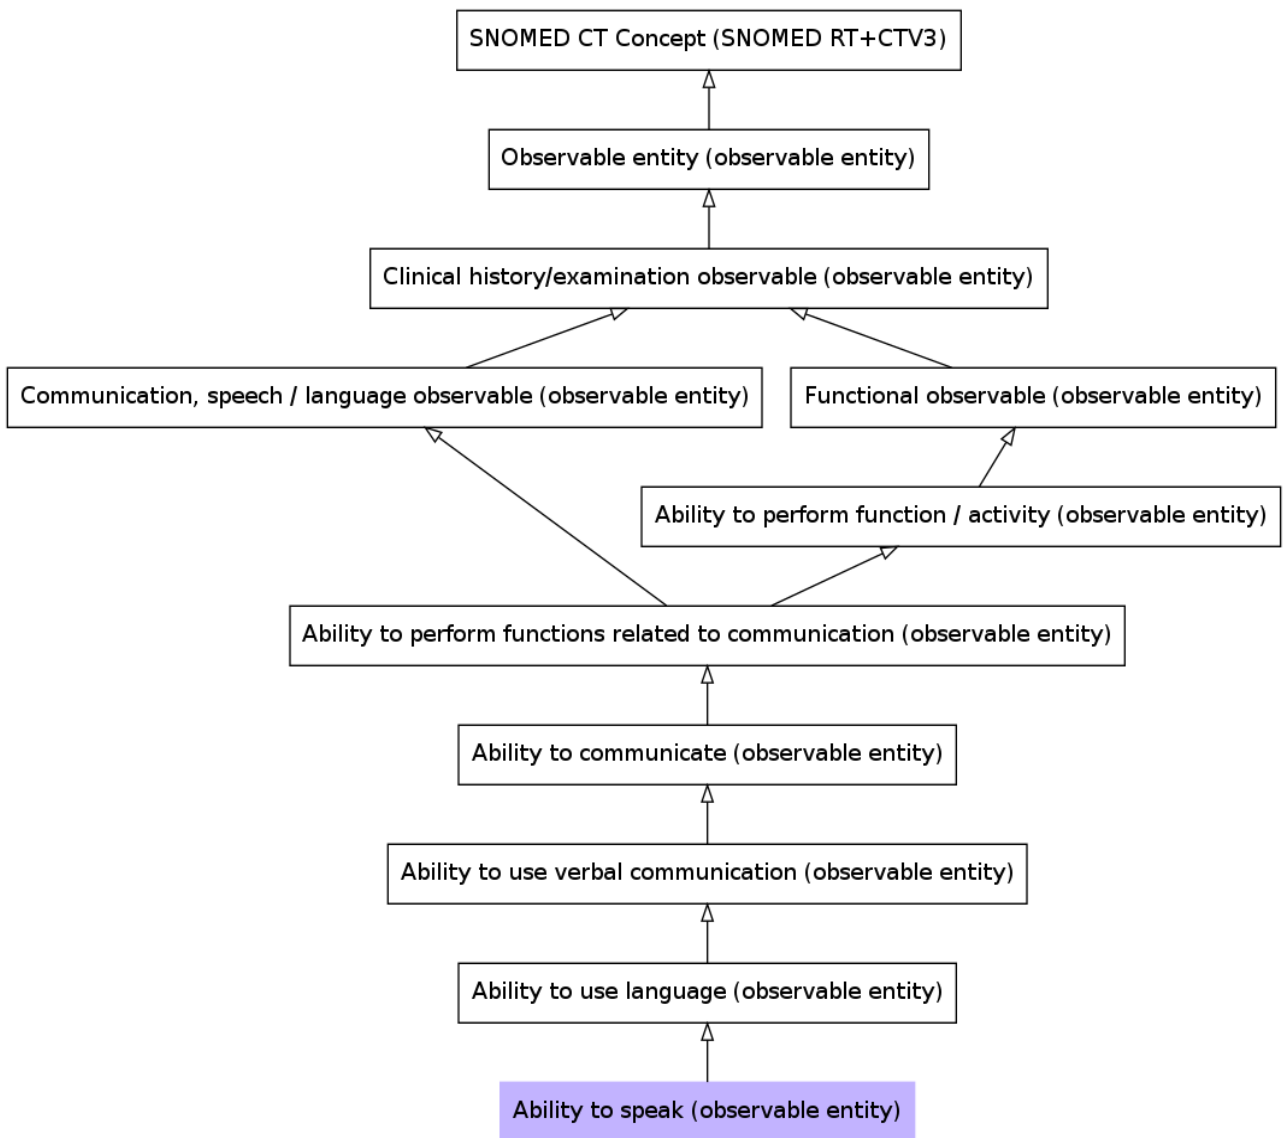 SNOMED CT Concept (SNOMED RT+CTV3)
Observable entity (observable entity)
Clinical history/examination observable (observable entity)
Communication, speech / language observable (observable entity)
Functional observable (observable entity)
Ability to perform function / activity (observable entity)
Ability to perform functions related to communication (observable entity)
Ability to communicate (observable entity)
Ability to use verbal communication (observable entity)
Ability to use language (observable entity)
Ability to speak (observable entity)